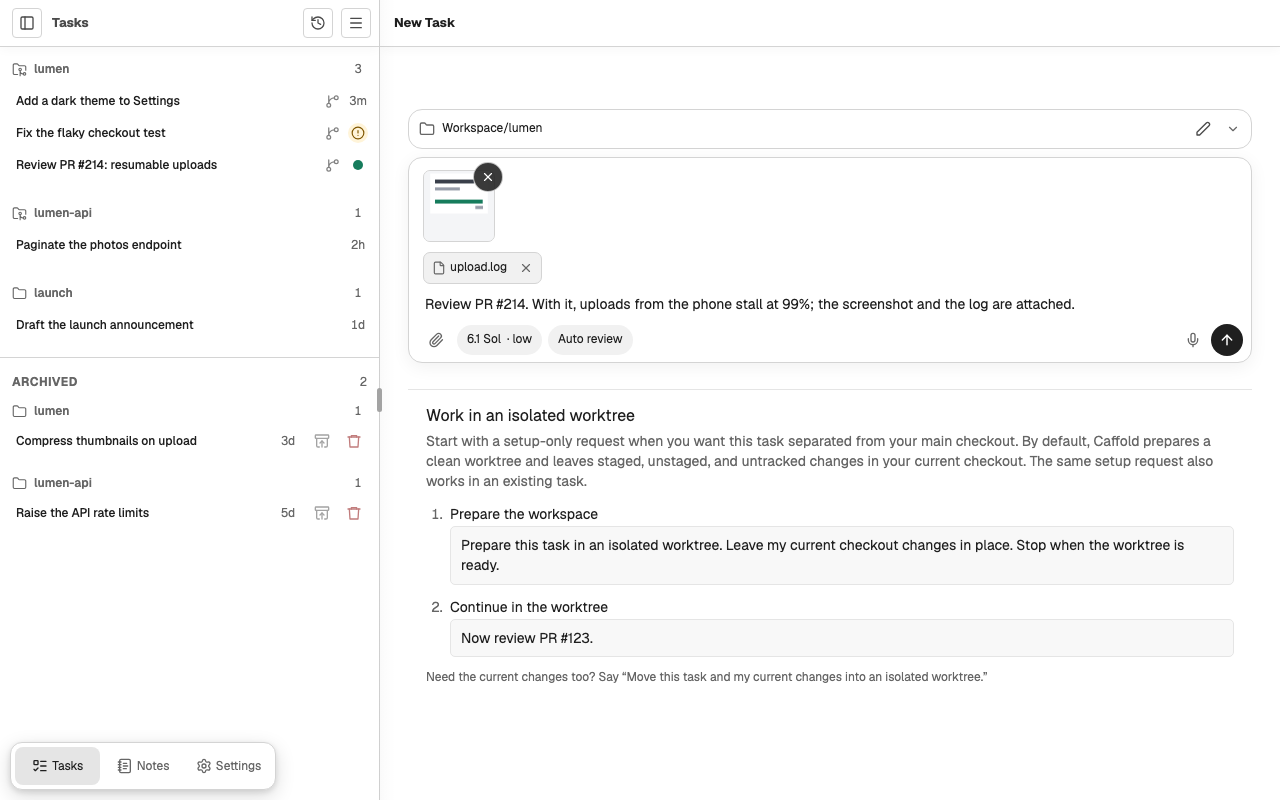 Tasks
New Task
lumen 3
Add a dark theme to Settings 3m
Fix the flaky checkout test
Review PR #214: resumable uploads
lumen-api 1
Paginate the photos endpoint 2h
launch 1
Draft the launch announcement 1d
ARCHIVED 2
lumen 1
Compress thumbnails on upload 3d
lumen-api 1
Raise the API rate limits 5d
Tasks Notes Settings
Workspace/lumen
upload.log
Review PR #214. With it, uploads from the phone stall at 99%; the screenshot and the log are attached.
6.1 Sol · low Auto review
Work in an isolated worktree
Start with a setup-only request when you want this task separated from your main checkout. By default, Caffold prepares a
clean worktree and leaves staged, unstaged, and untracked changes in your current checkout. The same setup request also
works in an existing task.
1. Prepare the workspace
Prepare this task in an isolated worktree. Leave my current checkout changes in place. Stop when the worktree is
ready.
2. Continue in the worktree
Now review PR #123.
Need the current changes too? Say “Move this task and my current changes into an isolated worktree.”